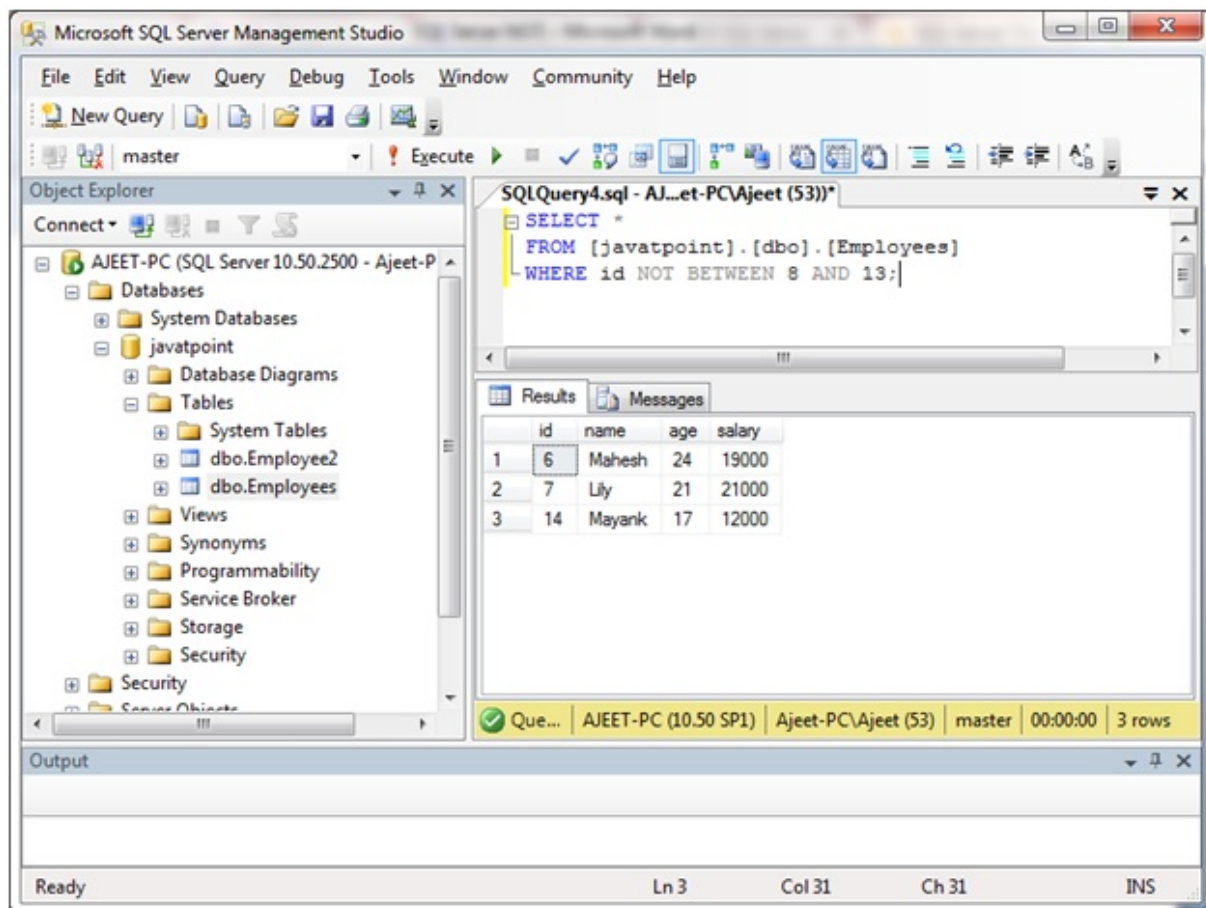 Microsoft SQL Server Management Studio
File Edit View Query Debug Tools Window Community Help
New Query
master Execute
Object Explorer
Connect
AJEET-PC (SQL Server 10.50.2500 - Ajeet-P
Databases
System Databases
javatpoint
Database Diagrams
Tables
System Tables
dbo.Employee2
dbo.Employees
Views
Synonyms
Programmability
Service Broker
Storage
Security
Security
Server Objects
SQLQuery4.sql - AJ...et-PC\Ajeet (53))*
SELECT *
FROM [javatpoint].[dbo].[Employees]
WHERE id NOT BETWEEN 8 AND 13;
Results Messages
id name age salary
1 6 Mahesh 24 19000
2 7 Lily 21 21000
3 14 Mayank 17 12000
Que... AJEET-PC (10.50 SP1) Ajeet-PC\Ajeet (53) master 00:00:00 3 rows
Output
Ready Ln 3 Col 31 Ch 31 INS